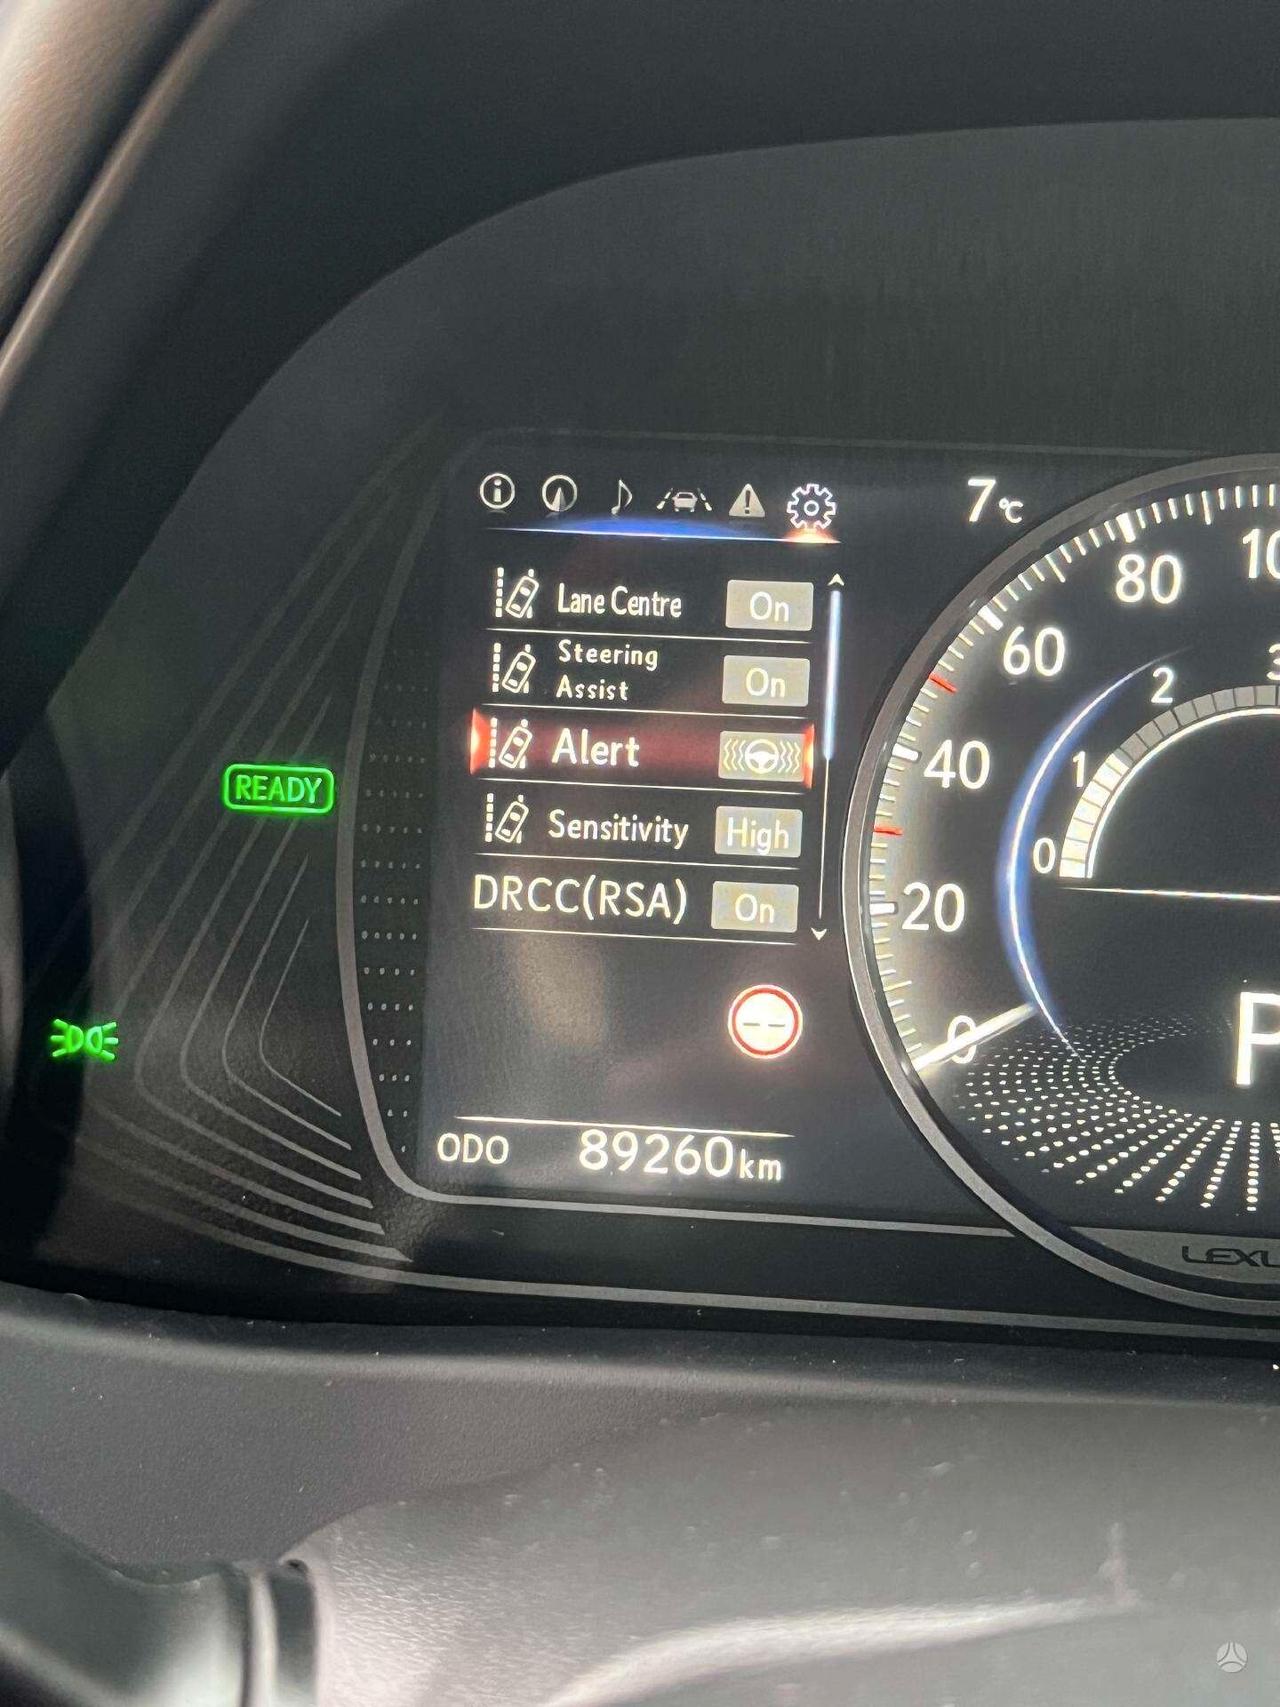 7°C
Lane Centre On
Steering Assist On
Alert
Sensitivity High
DRCC(RSA) On
READY
--
ODO 89260km
0
20
40
60
80
0
1
2
3
P